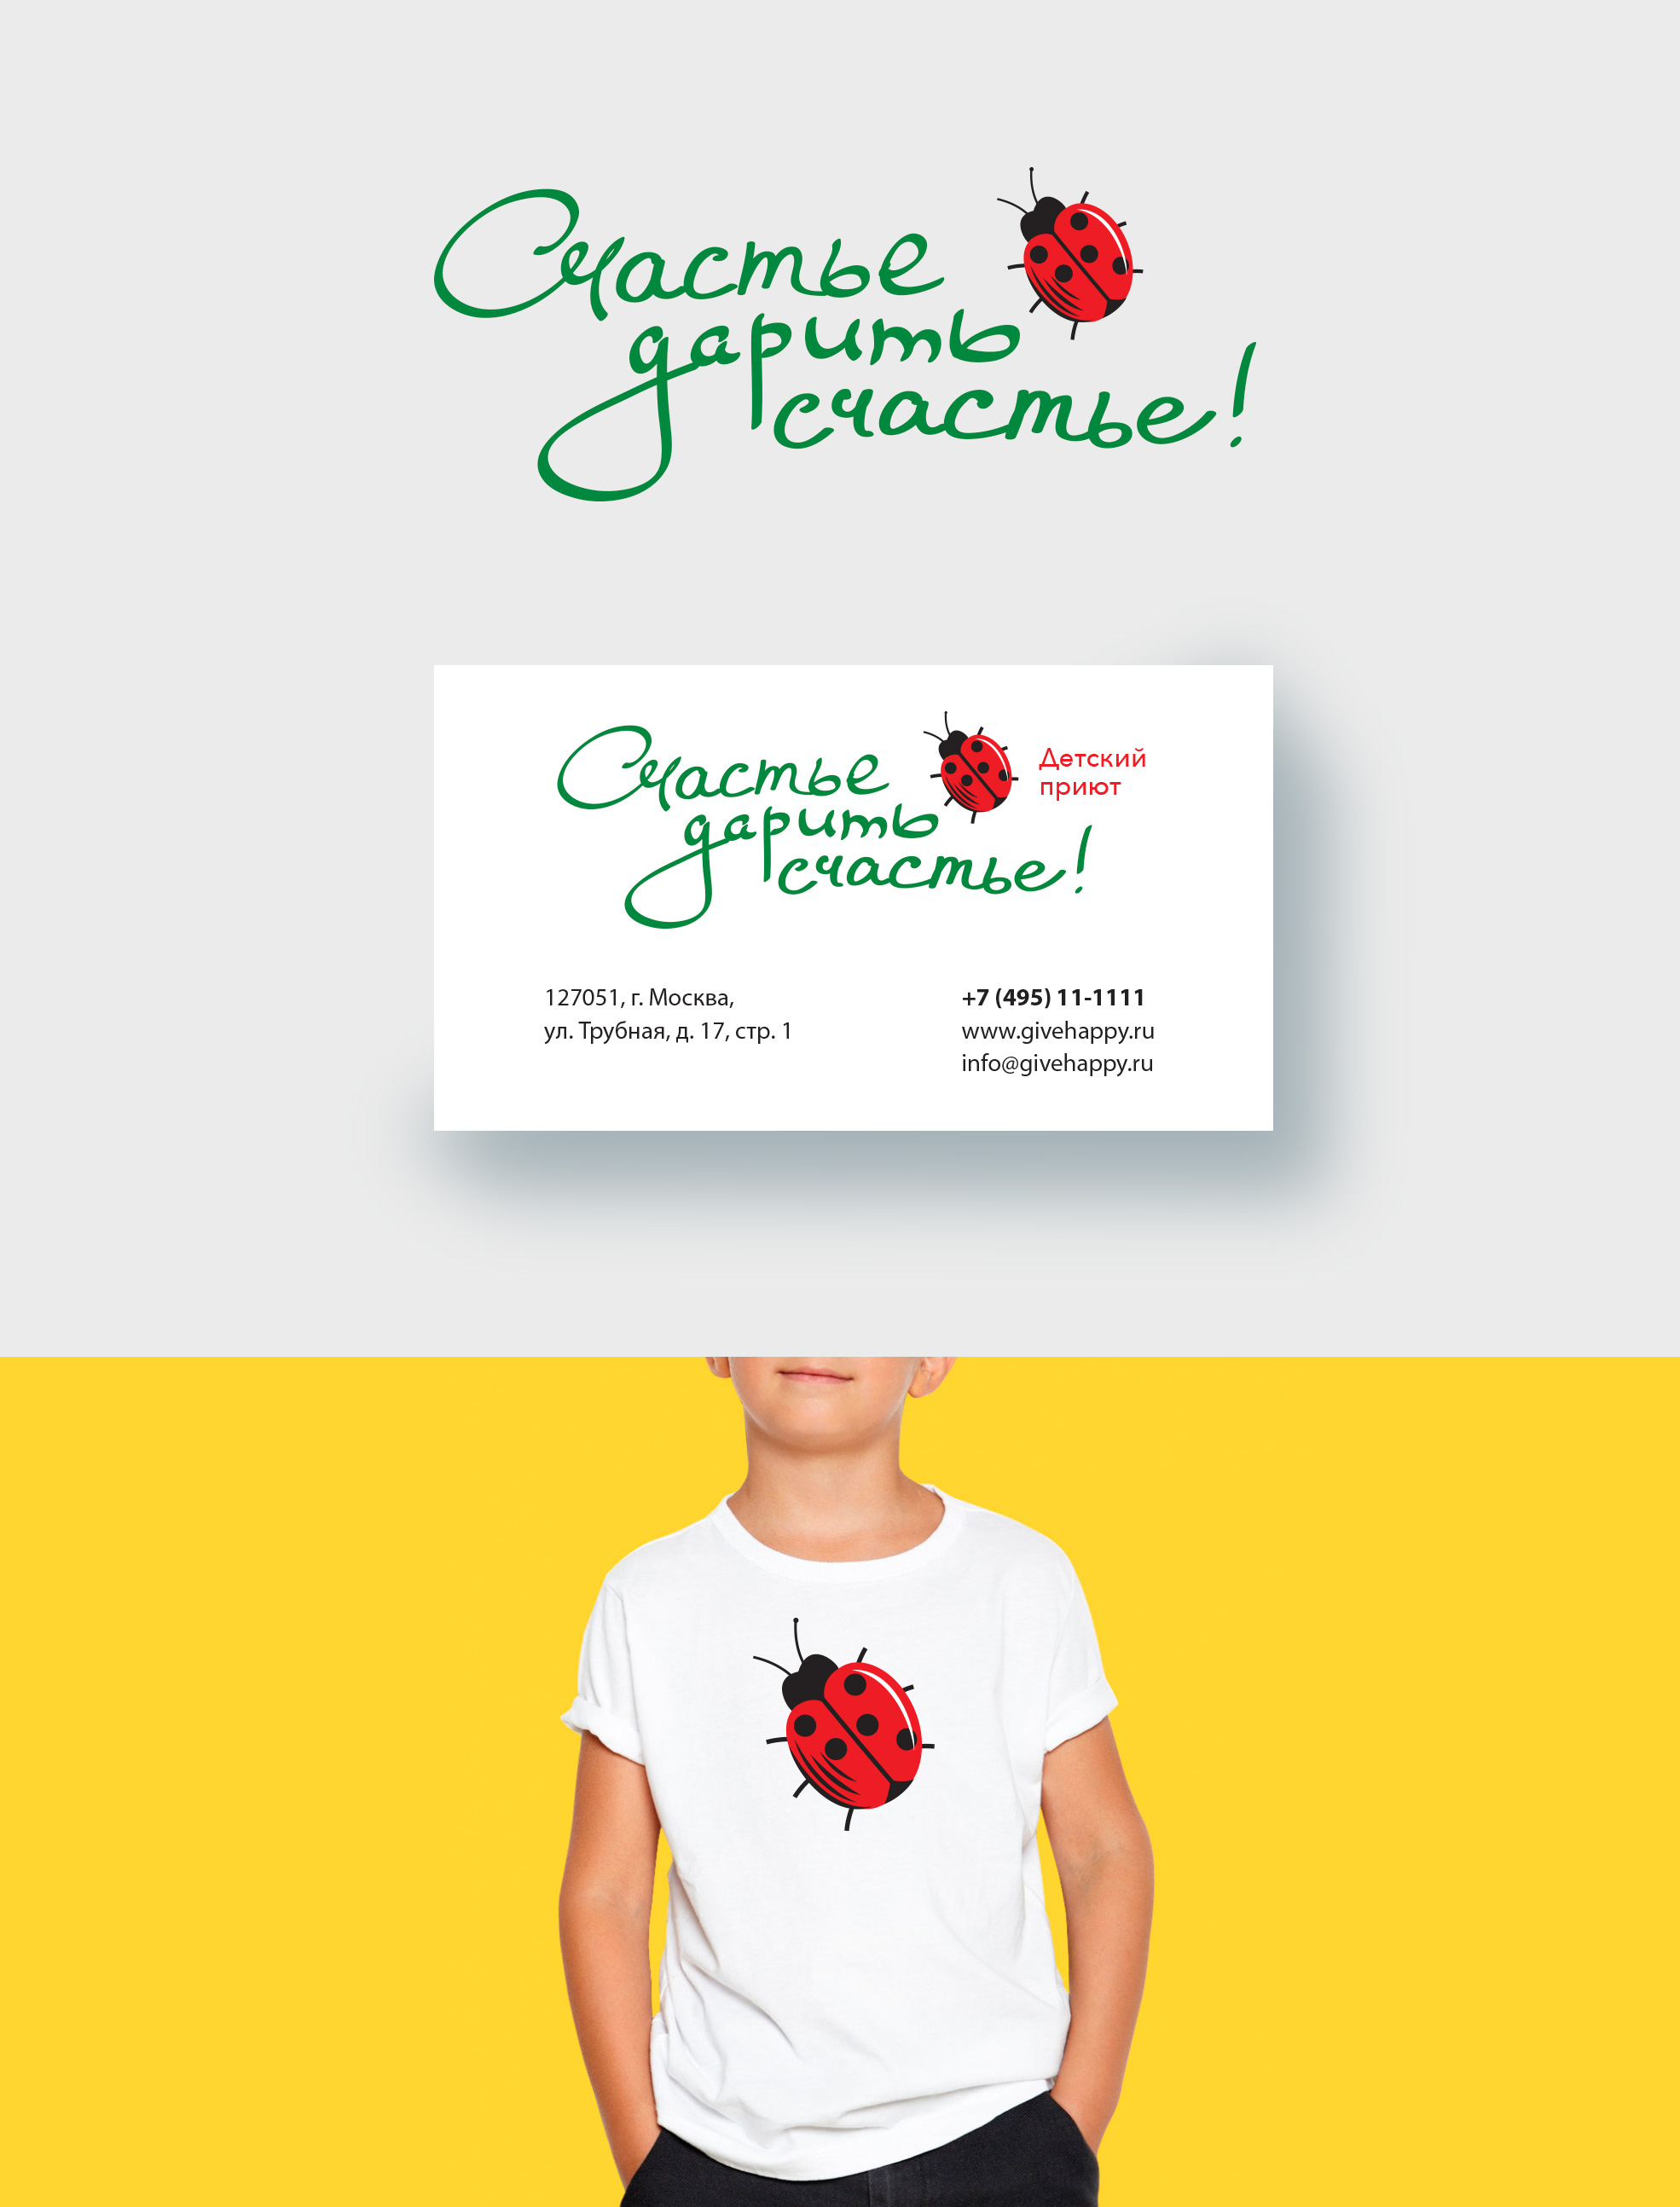 Счастье
дарить
счастье!
Счастье
дарить
счастье!
Детский
приют
127051, г. Москва,
ул. Трубная, д. 17, стр. 1
+7 (495) 11-1111
www.givehappy.ru
info@givehappy.ru